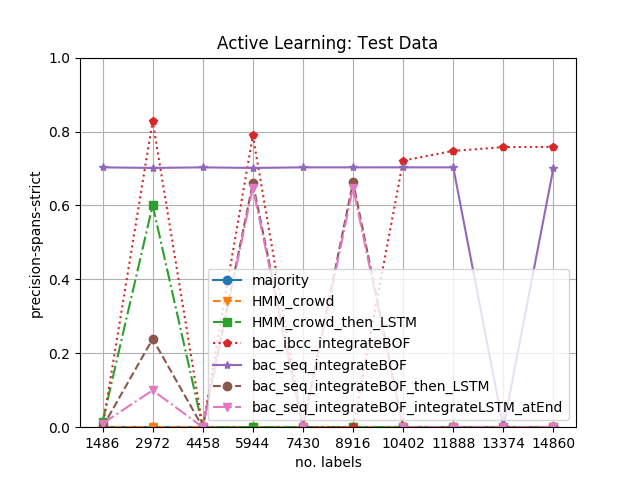 Active Learning: Test Data
precision-spans-strict
1.0
0.8
0.6
0.4
0.2
0.0
majority
HMM_crowd
HMM_crowd_then_LSTM
bac_ibcc_integrateBOF
bac_seq_integrateBOF
bac_seq_integrateBOF_then_LSTM
bac_seq_integrateBOF_integrateLSTM_atEnd
1486 2972 4458 5944 7430 8916 10402 11888 13374 14860
no. labels